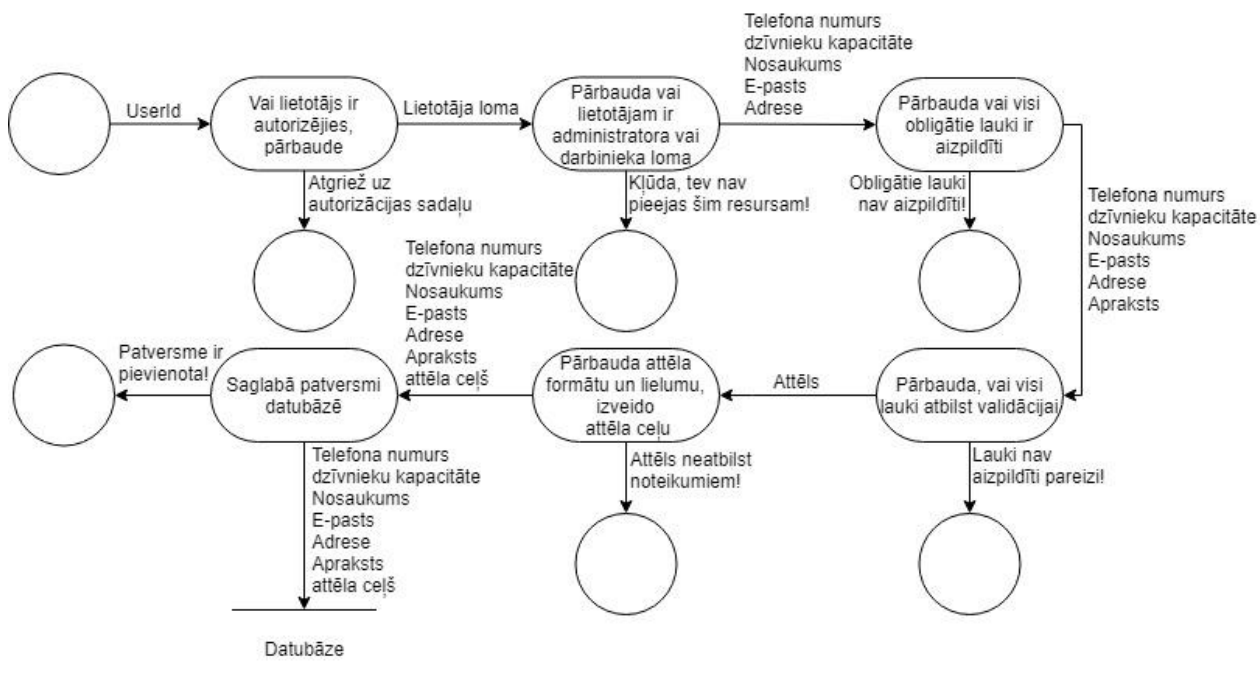 UserId
Vai lietotājs ir
autorizējies,
pārbaude
Lietotāja loma
Pārbauda vai
lietotājam ir
administratora vai
darbinieka loma
Telefona numurs
dzīvnieku kapacitāte
Nosaukums
E-pasts
Adrese
Pārbauda vai visi
obligātie lauki ir
aizpildīti
Atgriež uz
autorizācijas sadaļu
Kļūda, tev nav
pieejas šim resursam!
Obligātie lauki
nav aizpildīti!
Telefona numurs
dzīvnieku kapacitāte
Nosaukums
E-pasts
Adrese
Apraksts
Pārbauda, vai visi
lauki atbilst validācijai
Lauki nav
aizpildīti pareizi!
Attēls
Pārbauda attēla
formātu un lielumu,
izveido
attēla ceļu
Attēls neatbilst
noteikumiem!
Telefona numurs
dzīvnieku kapacitāte
Nosaukums
E-pasts
Adrese
Apraksts
attēla ceļš
Saglabā patversmi
datubāzē
Patversme ir
pievienota!
Telefona numurs
dzīvnieku kapacitāte
Nosaukums
E-pasts
Adrese
Apraksts
attēla ceļš
Datubāze